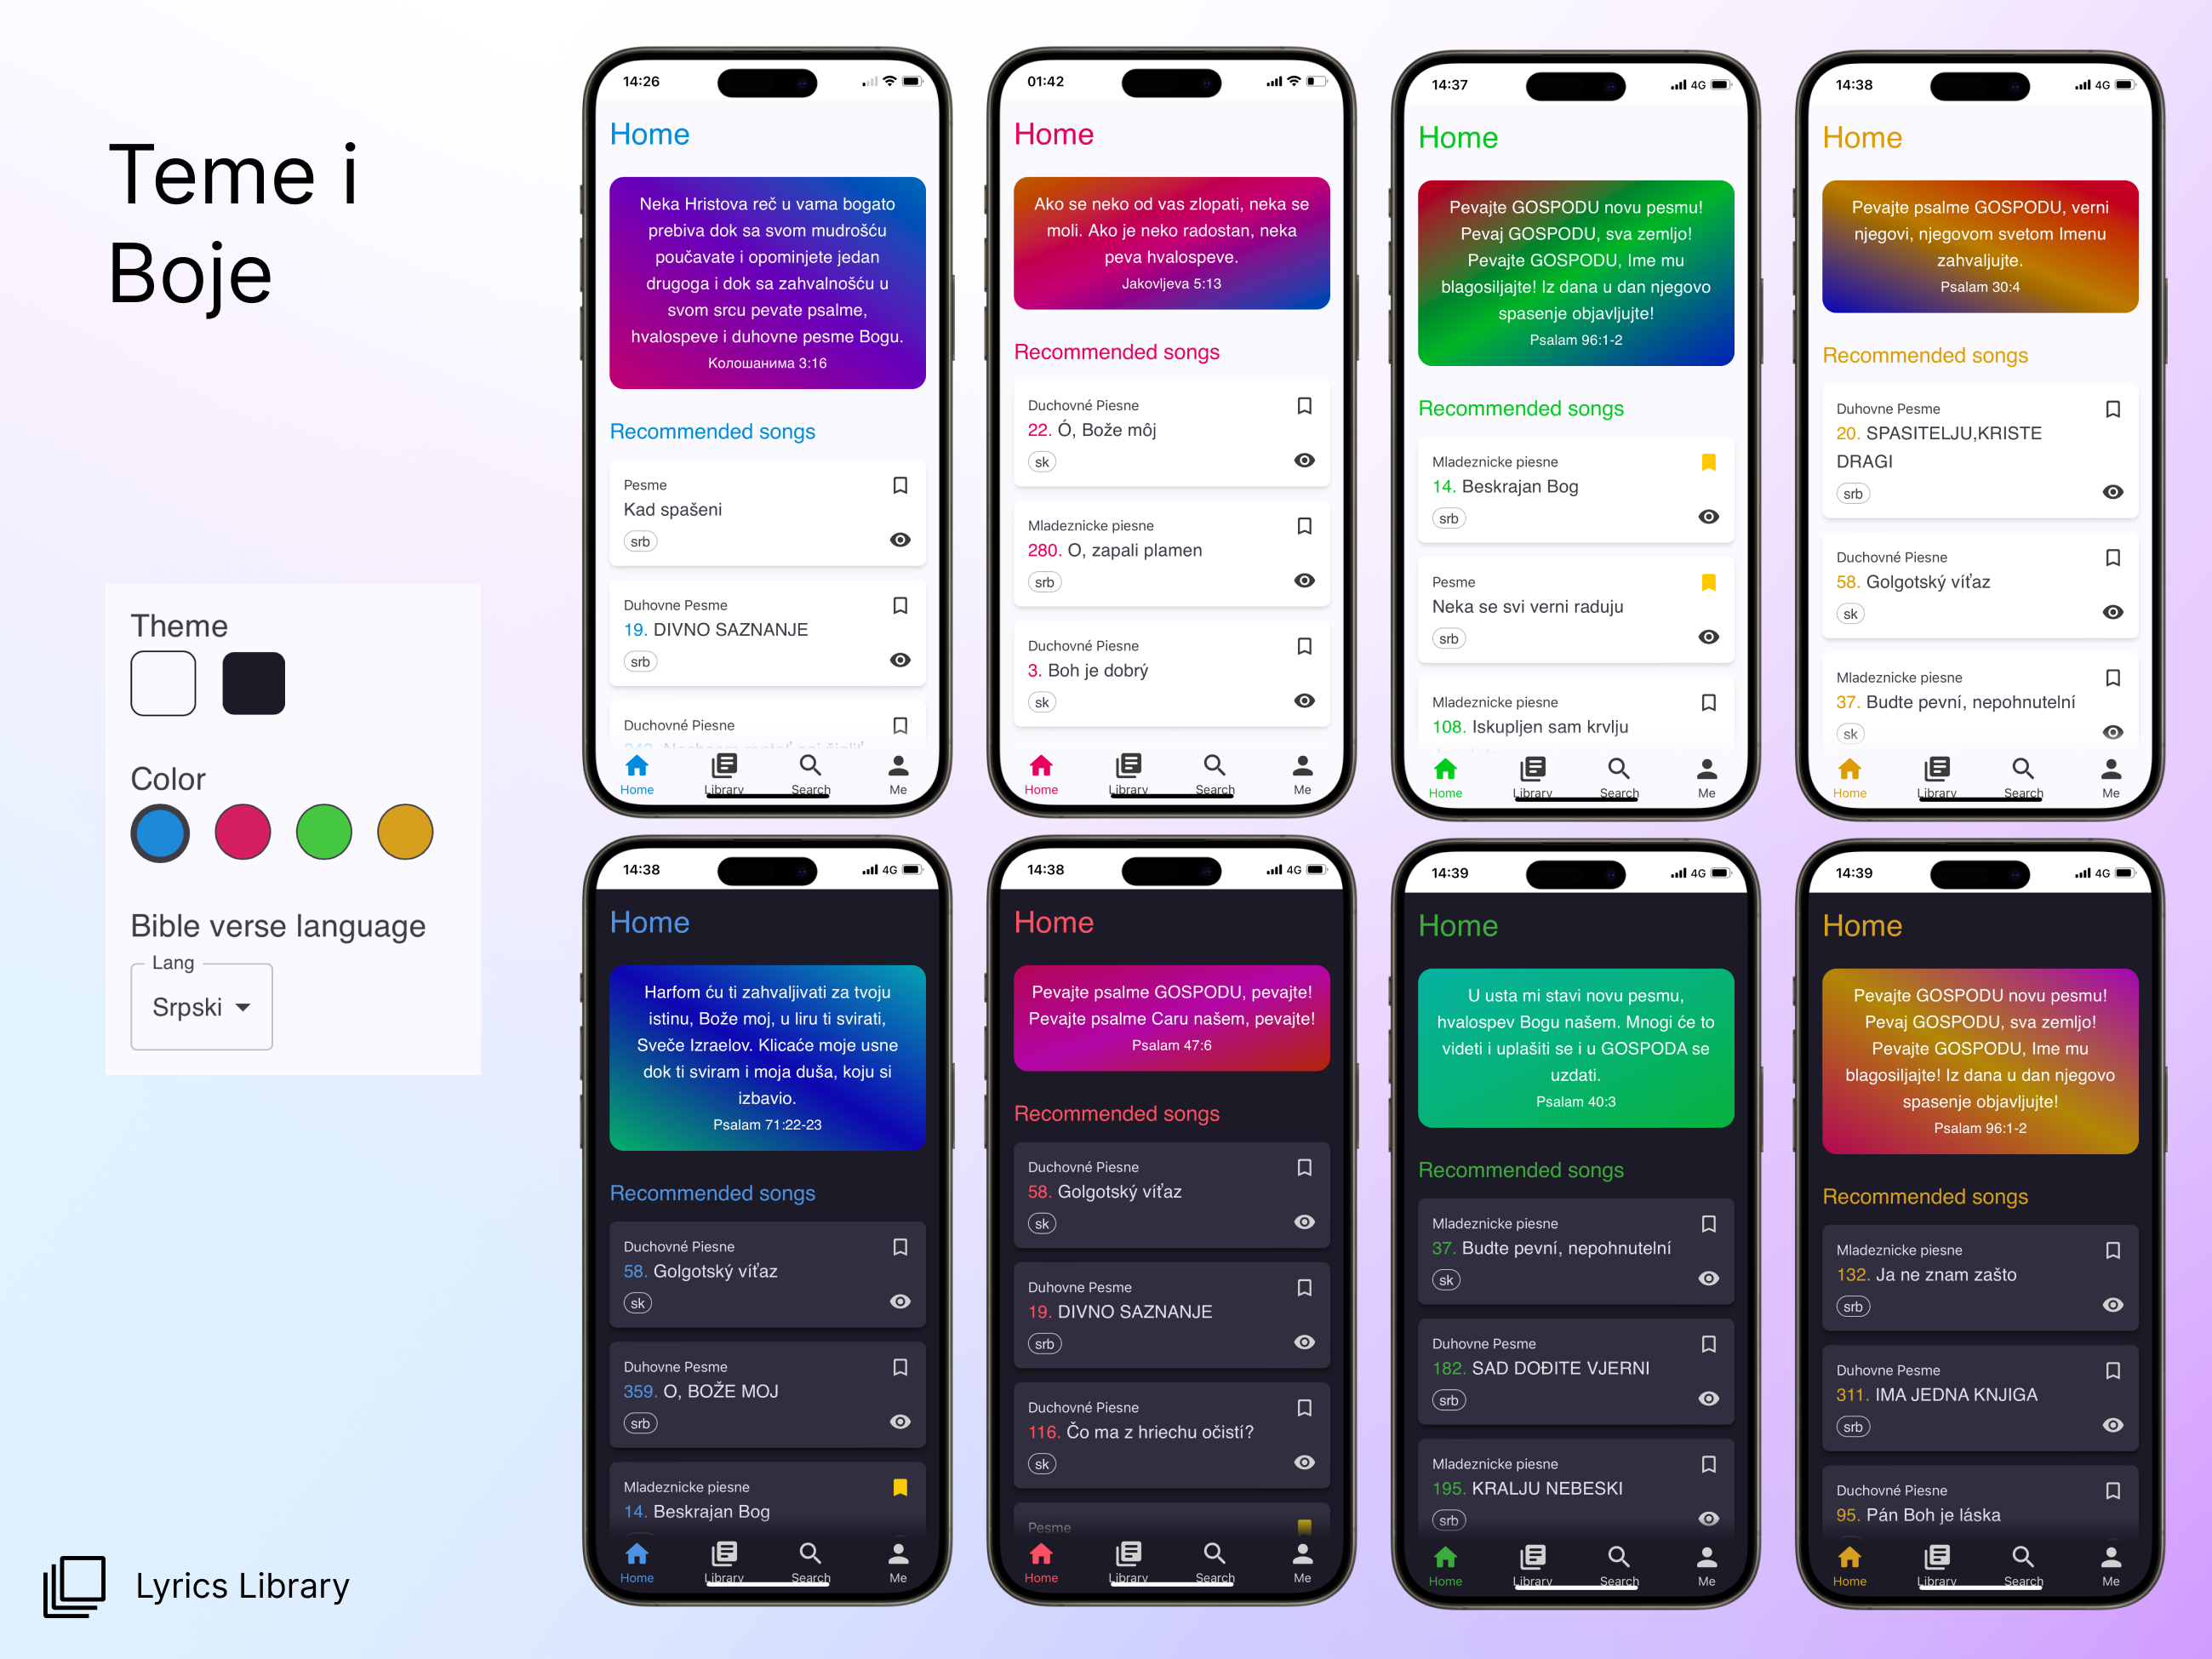 Teme i
Boje
Theme
Color
Bible verse language
Lang
Srpski
Lyrics Library
14:26
Home
Neka Hristova reč u vama bogato
prebiva dok sa svom mudrošću
poučavate i opominjete jedan
drugoga i dok sa zahvalnošću u
svom srcu pevate psalme,
hvalospeve i duhovne pesme Bogu.
Колошанима 3:16
Recommended songs
Pesme
Kad spašeni
srb
Duhovne Pesme
19. DIVNO SAZNANJE
srb
Duchovné Piesne
Home
Library
Search
Me
01:42
Home
Ako se neko od vas zlopati, neka se
moli. Ako je neko radostan, neka
peva hvalospeve.
Jakovljeva 5:13
Recommended songs
Duchovné Piesne
22. Ó, Bože môj
sk
Mladeznicke piesne
280. O, zapali plamen
srb
Duchovné Piesne
3. Boh je dobrý
sk
Home
Library
Search
Me
14:37
4G
Home
Pevajte GOSPODU novu pesmu!
Pevaj GOSPODU, sva zemljo!
Pevajte GOSPODU, Ime mu
blagosiljajte! Iz dana u dan njegovo
spasenje objavljujte!
Psalam 96:1-2
Recommended songs
Mladeznicke piesne
14. Beskrajan Bog
srb
Pesme
Neka se svi verni raduju
srb
Mladeznicke piesne
108. Iskupljen sam krvlju
Home
Library
Search
Me
14:38
4G
Home
Pevajte psalme GOSPODU, verni
njegovi, njegovom svetom Imenu
zahvaljujte.
Psalam 30:4
Recommended songs
Duhovne Pesme
20. SPASITELJU,KRISTE
DRAGI
srb
Duchovné Piesne
58. Golgotský víťaz
sk
Mladeznicke piesne
37. Budte pevní, nepohnutelní
sk
Home
Library
Search
Me
14:38
4G
Home
Harfom ću ti zahvaljivati za tvoju
istinu, Bože moj, u liru ti svirati,
Sveče Izraelov. Klicaće moje usne
dok ti sviram i moja duša, koju si
izbavio.
Psalam 71:22-23
Recommended songs
Duchovné Piesne
58. Golgotský víťaz
sk
Duhovne Pesme
359. O, BOŽE MOJ
srb
Mladeznicke piesne
14. Beskrajan Bog
Home
Library
Search
Me
14:38
4G
Home
Pevajte psalme GOSPODU, pevajte!
Pevajte psalme Caru našem, pevajte!
Psalam 47:6
Recommended songs
Duchovné Piesne
58. Golgotský víťaz
sk
Duhovne Pesme
19. DIVNO SAZNANJE
srb
Duchovné Piesne
116. Čo ma z hriechu očistí?
sk
Pesme
Home
Library
Search
Me
14:39
4G
Home
U usta mi stavi novu pesmu,
hvalospev Bogu našem. Mnogi će to
videti i uplašiti se i u GOSPODA se
uzdati.
Psalam 40:3
Recommended songs
Mladeznicke piesne
37. Budte pevní, nepohnutelní
sk
Duhovne Pesme
182. SAD DOĐITE VJERNI
srb
Mladeznicke piesne
195. KRALJU NEBESKI
srb
Home
Library
Search
Me
14:39
4G
Home
Pevajte GOSPODU novu pesmu!
Pevaj GOSPODU, sva zemljo!
Pevajte GOSPODU, Ime mu
blagosiljajte! Iz dana u dan njegovo
spasenje objavljujte!
Psalam 96:1-2
Recommended songs
Mladeznicke piesne
132. Ja ne znam zašto
srb
Duhovne Pesme
311. IMA JEDNA KNJIGA
srb
Duchovné Piesne
95. Pán Boh je láska
Home
Library
Search
Me